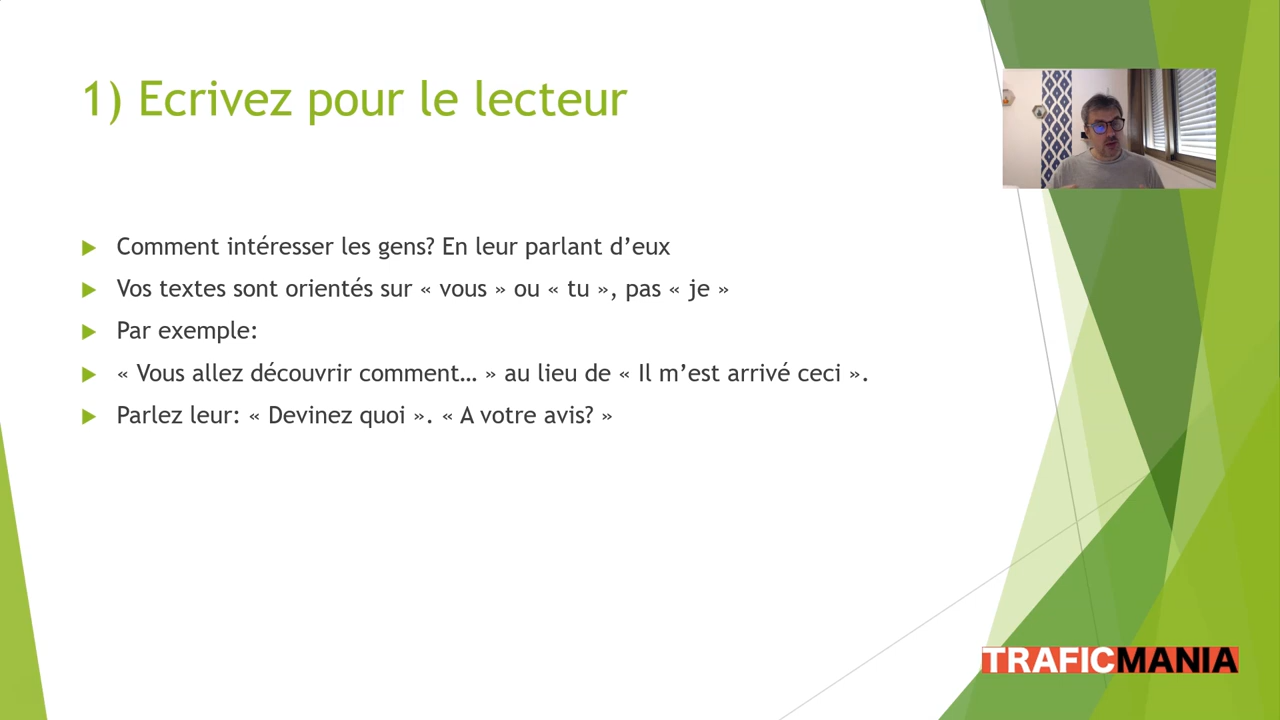 1) Ecrivez pour le lecteur
Comment intéresser les gens? En leur parlant d’eux
Vos textes sont orientés sur « vous » ou « tu », pas « je »
Par exemple:
« Vous allez découvrir comment… » au lieu de « Il m’est arrivé ceci ».
Parlez leur: « Devinez quoi ». « A votre avis? »
TRAFICMANIA